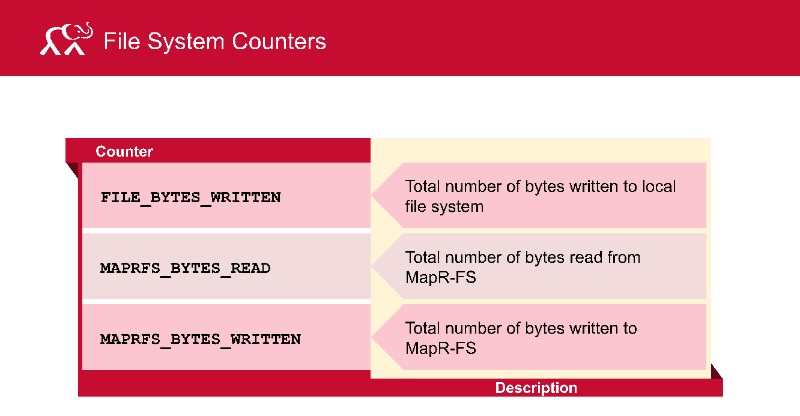 File System Counters
Counter
FILE_BYTES_WRITTEN
Total number of bytes written to local
file system
MAPRFS_BYTES_READ
Total number of bytes read from
MapR-FS
MAPRFS_BYTES_WRITTEN
Total number of bytes written to
MapR-FS
Description